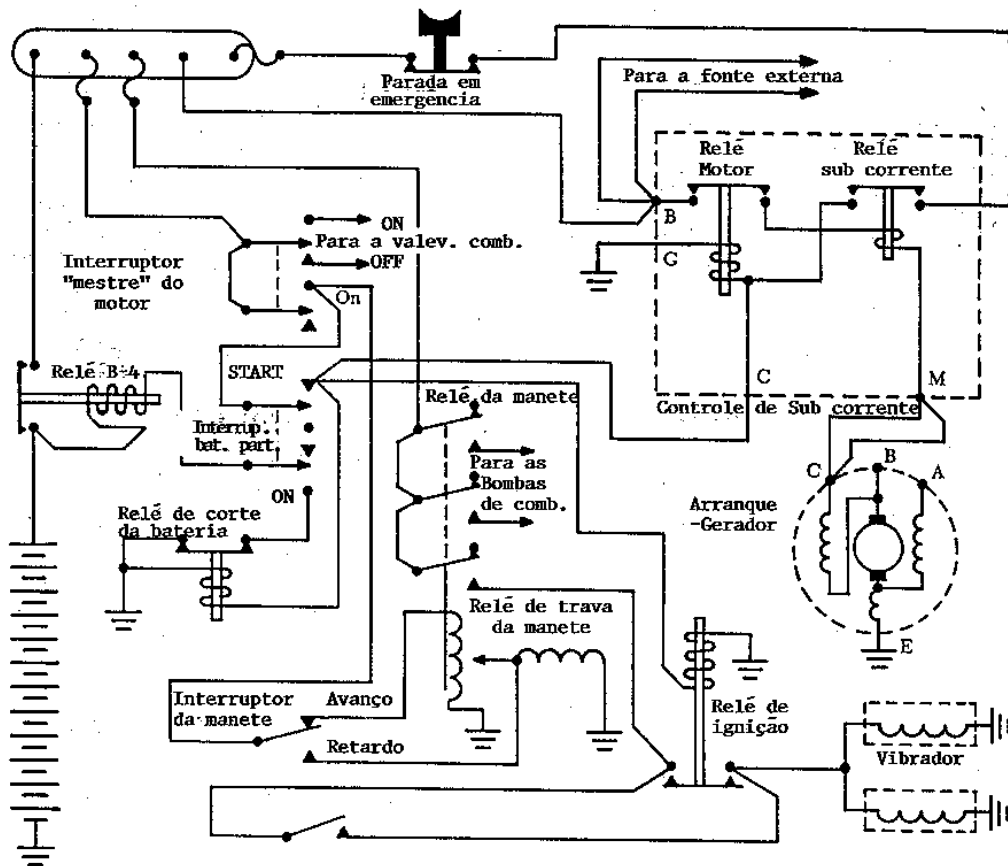 Parada em
emergencia
Para a fonte externa
Relé
Motor
Relé
sub corrente
B
G
ON
Para a valev. comb.
OFF
Interruptor
"mestre" do
motor
On
Relé B-4
START
C
M
Relé da manete
Controle de Sub corrente
Interrup.
bat. part.
Para as
Bombas
de comb.
ON
Relé de corte
da bateria
C
B
A
Arranque
-Gerador
Relé de trava
da manete
E
Interruptor
da manete
Avanço
Retardo
Relé de
ignição
Vibrador